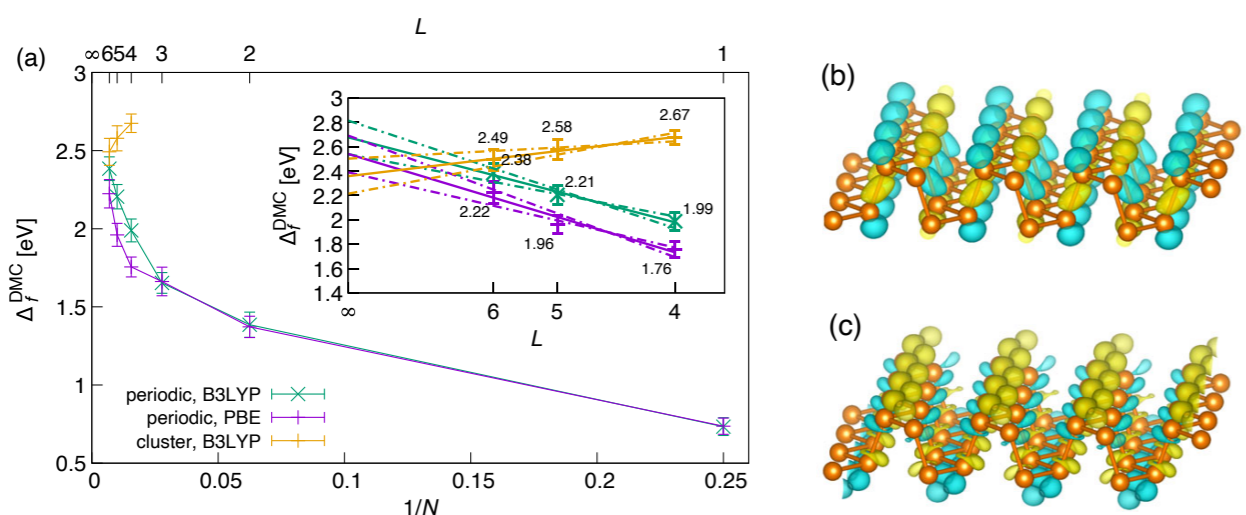 L
(a)
∞ 6 5 4 3 2 1
3
2.5
2
1.5
1
0.5
Δ_f^DMC [eV]
0 0.05 0.1 0.15 0.2 0.25
1/N
periodic, B3LYP
periodic, PBE
cluster, B3LYP
3
2.8
2.6
2.4
2.2
2
1.8
1.6
1.4
Δ_f^DMC [eV]
2.49
2.58
2.67
2.38
2.21
1.99
2.22
1.96
1.76
∞ 6 5 4
L
(b)
(c)